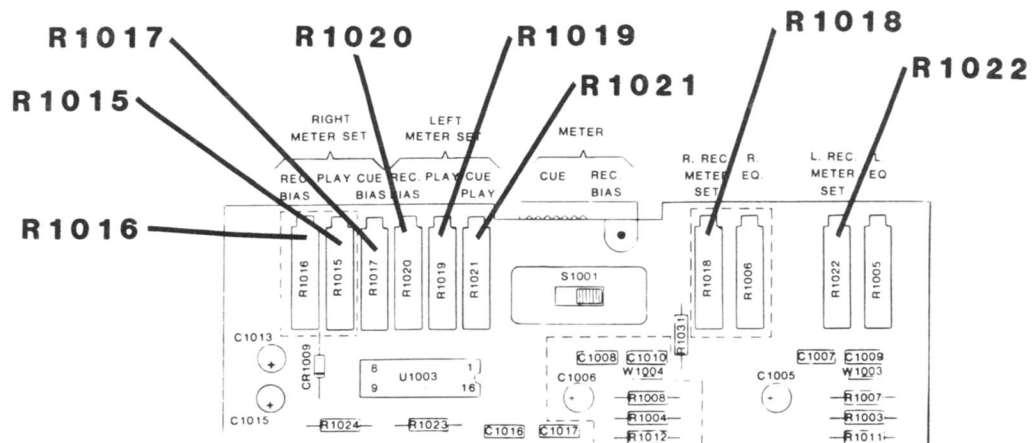 R1018
R1017
R1020
R1019
R1022
R1015
R1021
RIGHT
METER SET
LEFT
METER SET
METER
R. REC.
METER
SET
R.
EQ.
L. REC.
METER
SET
L.
EQ
REC.
BIAS
PLAY
CUE
BIAS
REC.
BIAS
PLAY
CUE
PLAY
CUE
REC.
BIAS
R1016
R1016
R1015
R1017
R1020
R1019
R1021
S1001
R1018
R1006
R1022
R1005
C1013
CR1009
8 1
U1003
9 16
R1031
C1008
C1010
W1004
C1006
C1007
C1009
W1003
C1005
R1008
R1007
C1015
R1024
R1023
C1016
C1017
R1004
R1012
R1003
R1011